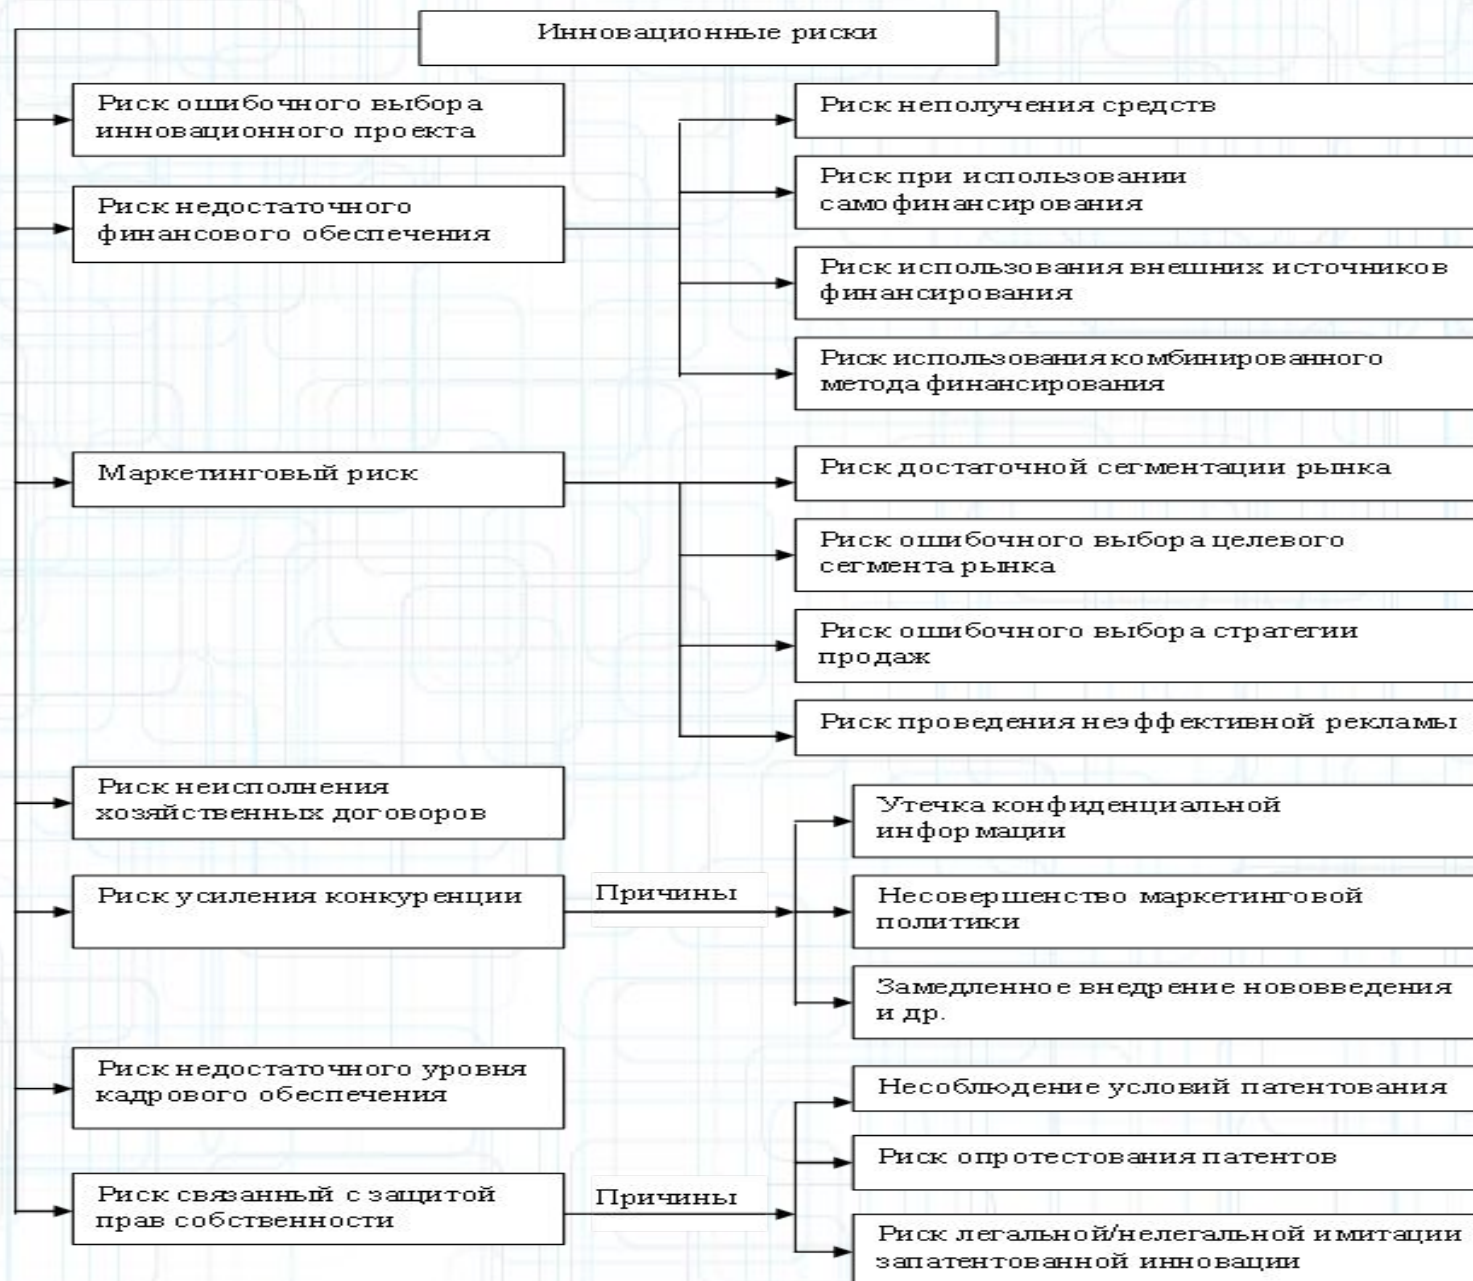 Инновационные риски
Риск ошибочного выбора
инновационного проекта
Риск недостаточного
финансового обеспечения
Риск неполучения средств
Риск при использовании
самофинансирования
Риск использования внешних источников
финансирования
Риск использования комбинированного
метода финансирования
Маркетинговый риск
Риск достаточной сегментации рынка
Риск ошибочного выбора целевого
сегмента рынка
Риск ошибочного выбора стратегии
продаж
Риск проведения неэффективной рекламы
Риск неисполнения
хозяйственных договоров
Риск усиления конкуренции
Причины
Утечка конфиденциальной
информации
Несовершенство маркетинговой
политики
Замедленное внедрение нововведения
и др.
Риск недостаточного уровня
кадрового обеспечения
Риск связанный с защитой
прав собственности
Причины
Несоблюдение условий патентования
Риск опротестования патентов
Риск легальной/нелегальной имитации
запатентованной инновации